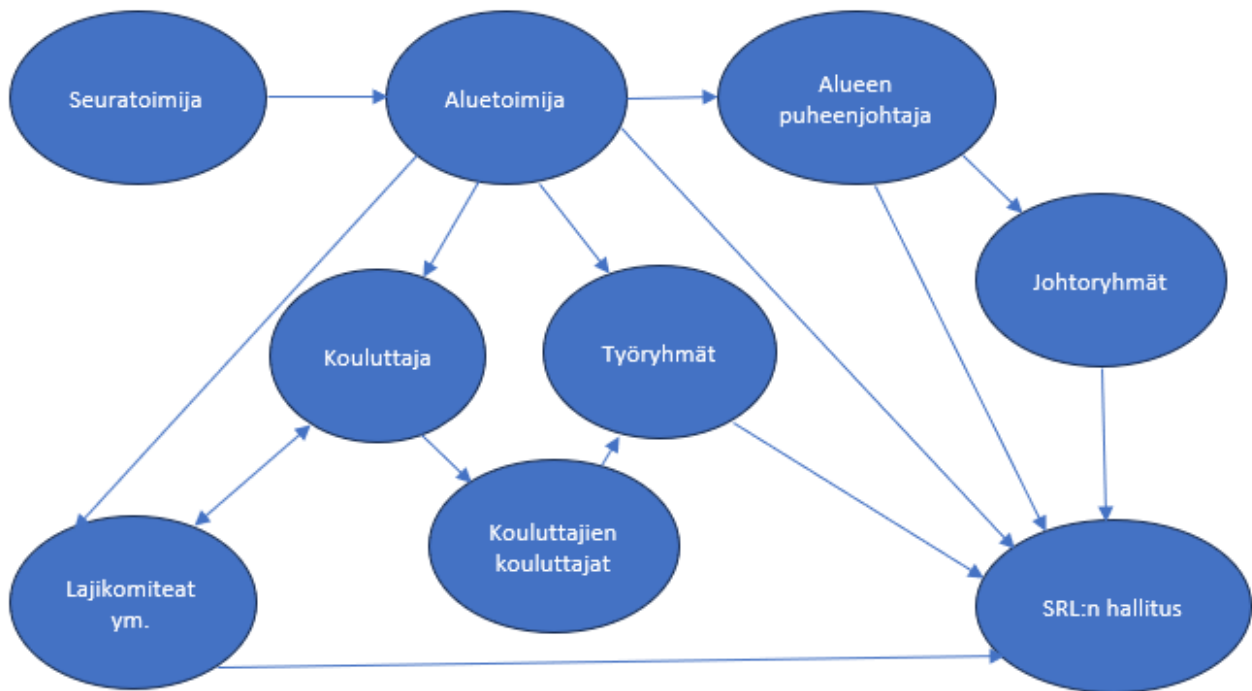 Seuratoimija
Aluetoimija
Alueen
puheenjohtaja
Johtoryhmät
Kouluttaja
Työryhmät
Kouluttajien
kouluttajat
Lajikomiteat
ym.
SRL:n hallitus